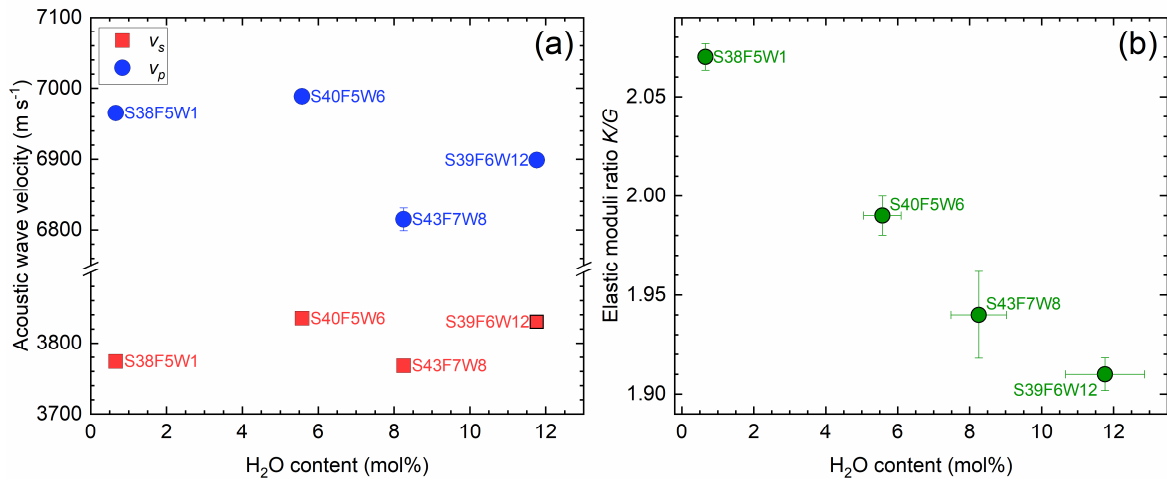 (a)
v_s
v_p
S38F5W1
S40F5W6
S39F6W12
S43F7W8
S40F5W6
S39F6W12
S38F5W1
S43F7W8
7100
7000
6900
6800
3800
3700
0 2 4 6 8 10 12
Acoustic wave velocity (m s⁻¹)
H₂O content (mol%)
(b)
S38F5W1
S40F5W6
S43F7W8
S39F6W12
2.05
2.00
1.95
1.90
0 2 4 6 8 10 12
Elastic moduli ratio K/G
H₂O content (mol%)